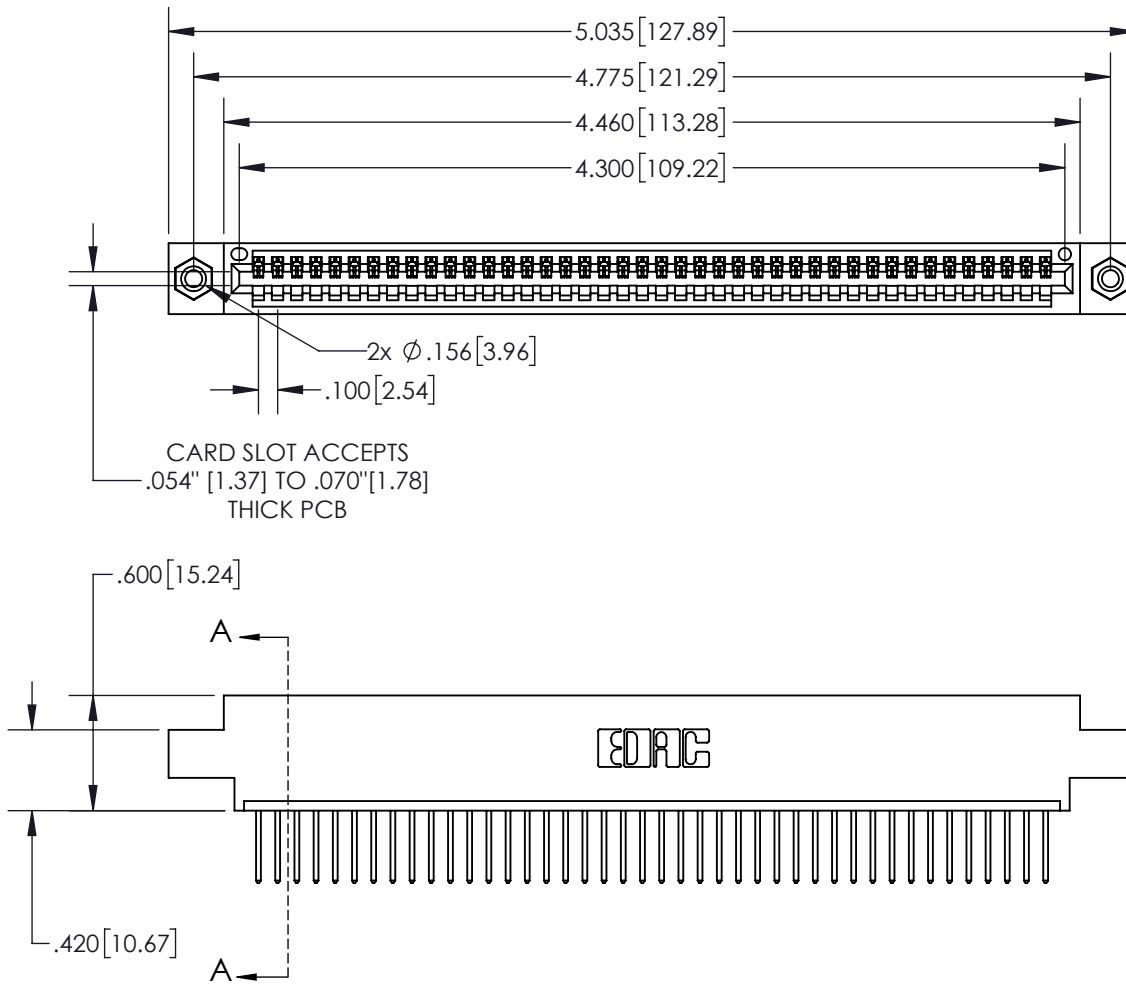 5.035[127.89]
4.775[121.29]
4.460[113.28]
4.300[109.22]
2x Ø.156[3.96]
.100[2.54]
CARD SLOT ACCEPTS
.054" [1.37] TO .070"[1.78]
THICK PCB
.600[15.24]
A
EDAC
.420[10.67]
A